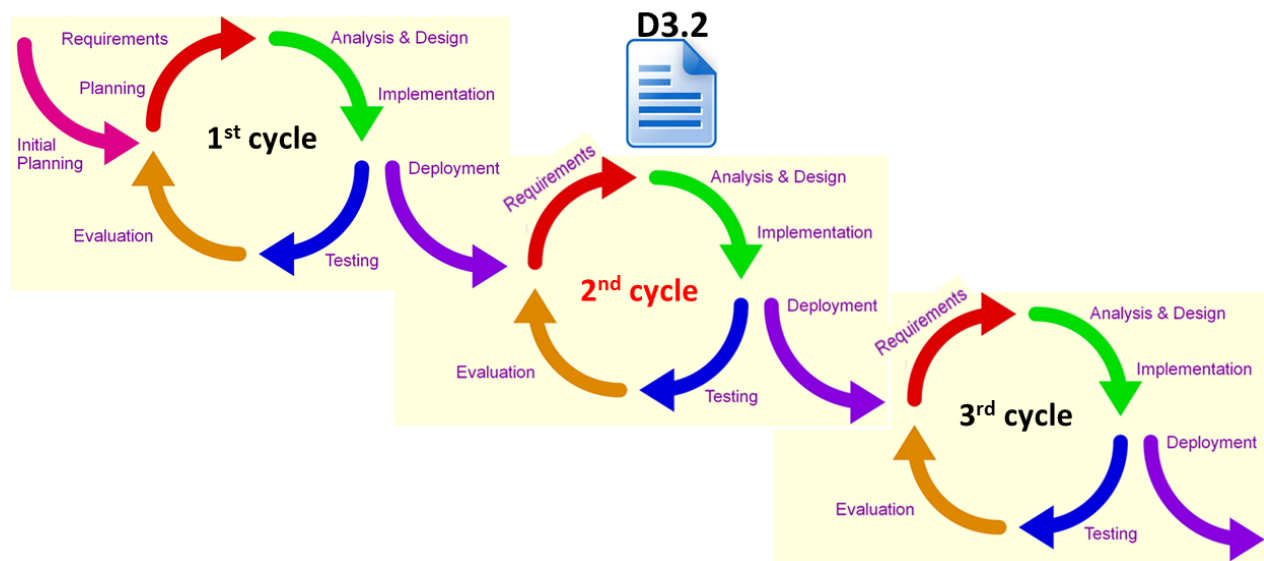 D3.2
Requirements
Planning
Initial
Planning
Analysis & Design
Implementation
1st cycle
Deployment
Evaluation
Testing
Requirements
Analysis & Design
Implementation
2nd cycle
Deployment
Evaluation
Testing
Requirements
Analysis & Design
Implementation
3rd cycle
Deployment
Evaluation
Testing